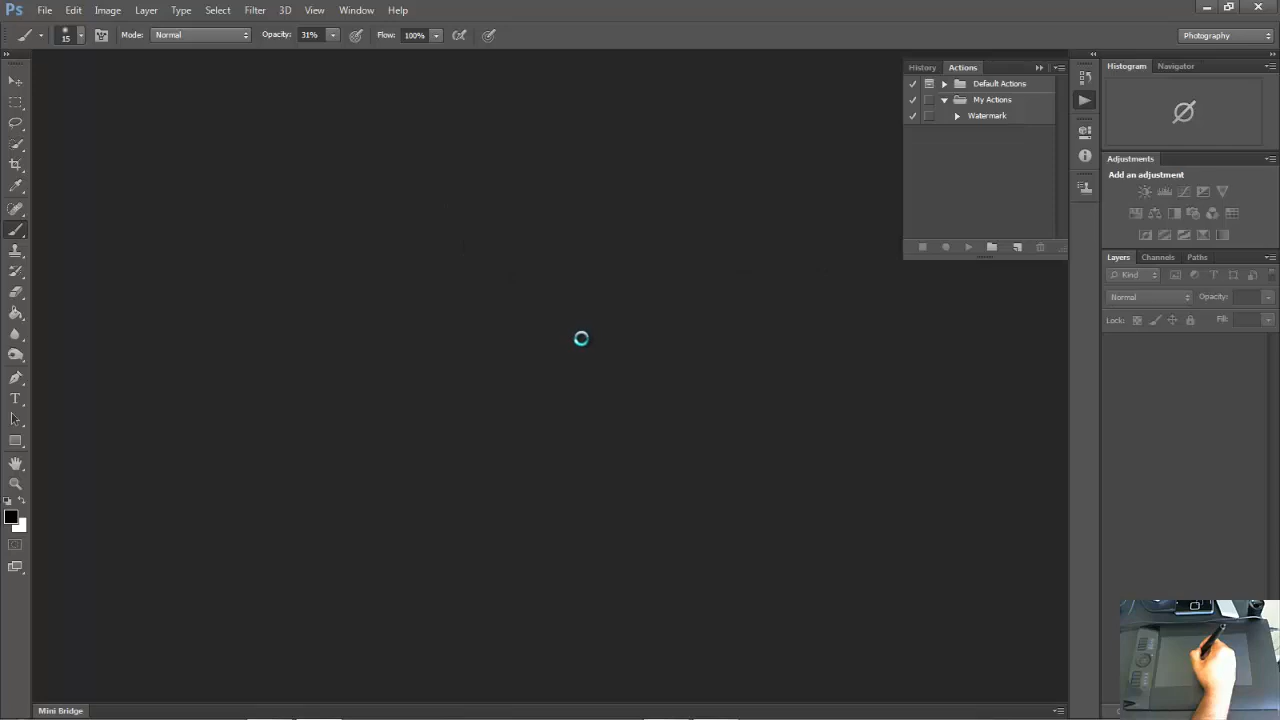 Ps File Edit Image Layer Type Select Filter 3D View Window Help
15 Mode: Normal Opacity: 31% Flow: 100% Photography
History Actions
Default Actions
My Actions
Watermark
Histogram Navigator
Adjustments
Add an adjustment
Layers Channels Paths
Kind
Normal Opacity:
Lock: Fill:
T
Mini Bridge